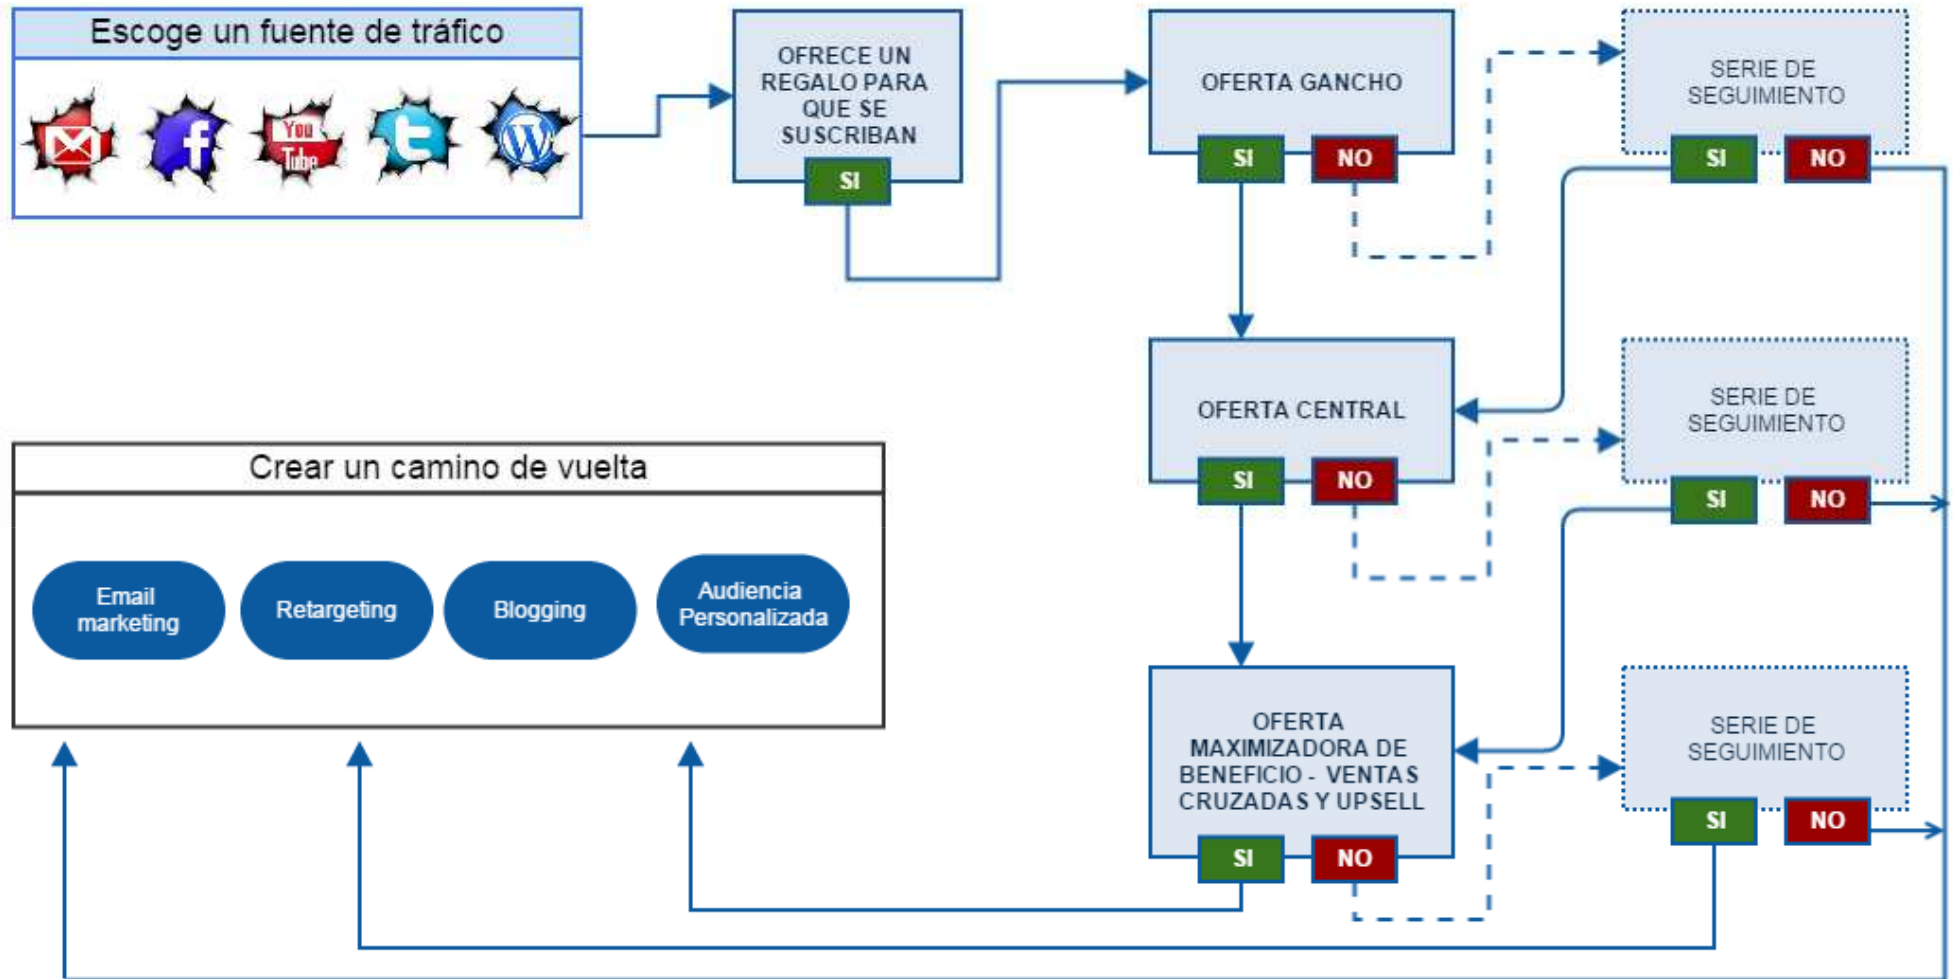 Escoge un fuente de tráfico
You
Tube
OFRECE UN
REGALO PARA
QUE SE
SUSCRIBAN
SI
OFERTA GANCHO
SI
NO
SERIE DE
SEGUIMIENTO
SI
NO
OFERTA CENTRAL
SI
NO
SERIE DE
SEGUIMIENTO
SI
NO
Crear un camino de vuelta
Email
marketing
Retargeting
Blogging
Audiencia
Personalizada
OFERTA
MAXIMIZADORA DE
BENEFICIO - VENTAS
CRUZADAS Y UPSELL
SI
NO
SERIE DE
SEGUIMIENTO
SI
NO